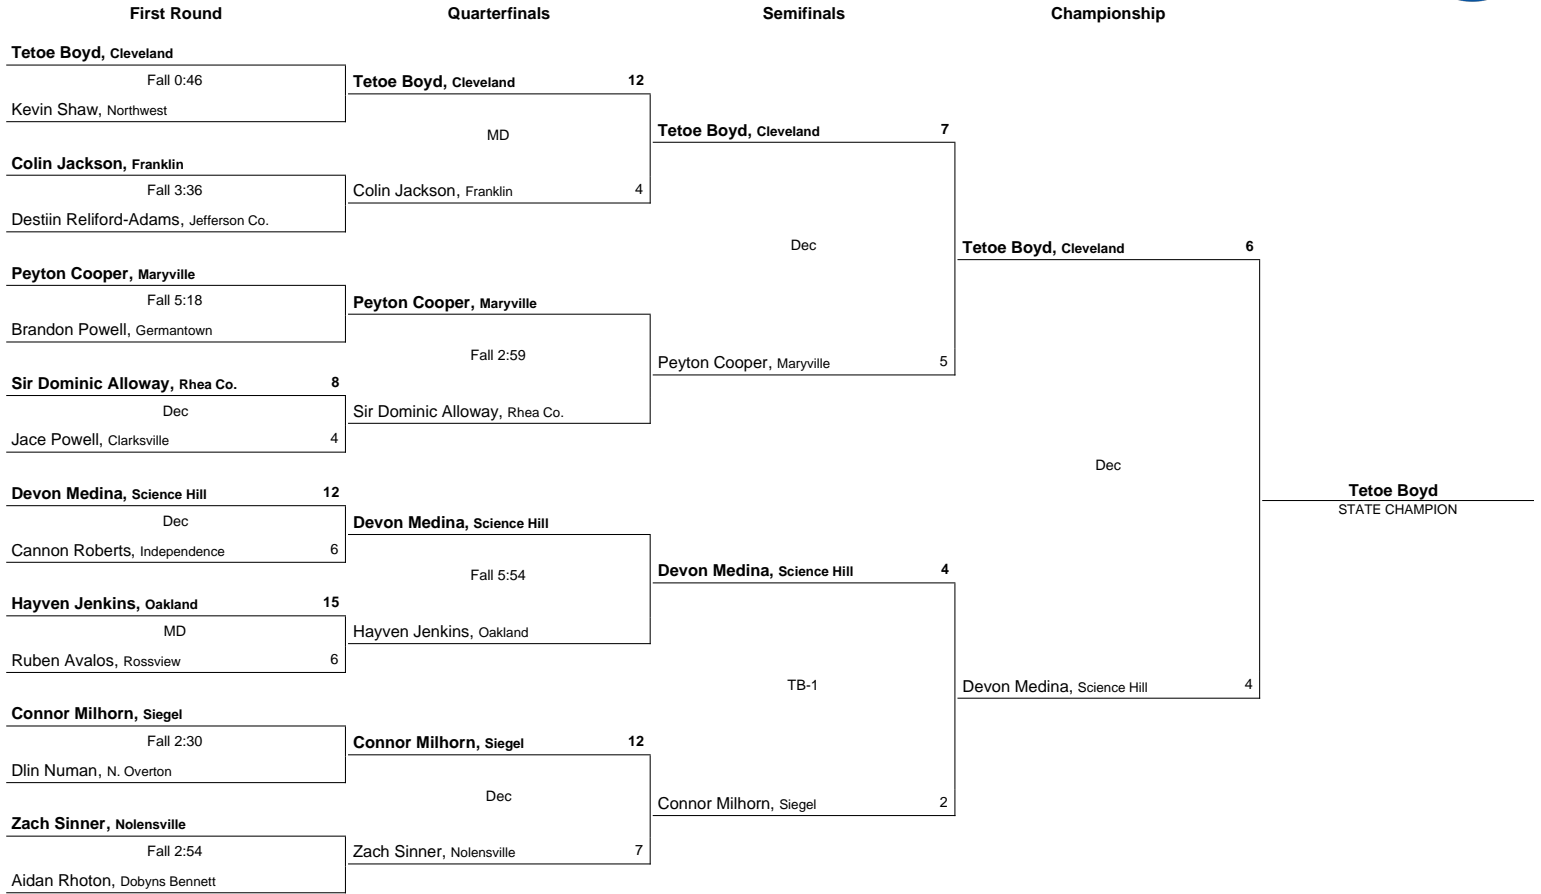 First Round
Quarterfinals
Semifinals
Championship
Tetoe Boyd, Cleveland
Fall 0:46
Kevin Shaw, Northwest
Colin Jackson, Franklin
Fall 3:36
Destiin Reliford-Adams, Jefferson Co.
Peyton Cooper, Maryville
Fall 5:18
Brandon Powell, Germantown
Sir Dominic Alloway, Rhea Co. 8
Dec
Jace Powell, Clarksville 4
Devon Medina, Science Hill 12
Dec
Cannon Roberts, Independence 6
Hayven Jenkins, Oakland 15
MD
Ruben Avalos, Rossview 6
Connor Milhorn, Siegel
Fall 2:30
Dlin Numan, N. Overton
Zach Sinner, Nolensville
Fall 2:54
Aidan Rhoton, Dobyns Bennett
Tetoe Boyd, Cleveland 12
MD
Colin Jackson, Franklin 4
Peyton Cooper, Maryville
Fall 2:59
Sir Dominic Alloway, Rhea Co.
Devon Medina, Science Hill
Fall 5:54
Hayven Jenkins, Oakland
Connor Milhorn, Siegel 12
Dec
Zach Sinner, Nolensville 7
Tetoe Boyd, Cleveland 7
Dec
Peyton Cooper, Maryville 5
Devon Medina, Science Hill 4
TB-1
Connor Milhorn, Siegel 2
Tetoe Boyd, Cleveland 6
Dec
Devon Medina, Science Hill 4
Tetoe Boyd
STATE CHAMPION